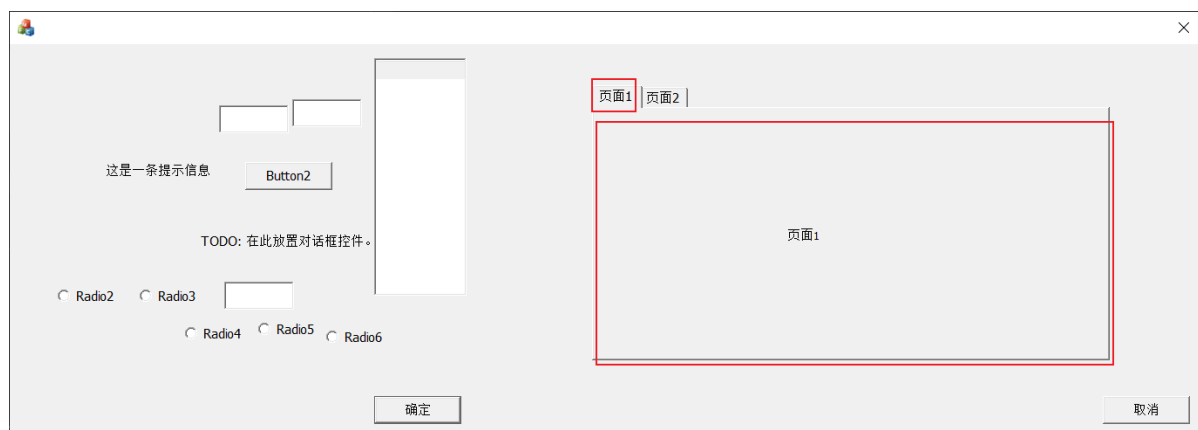 页面1 页面2
这是一条提示信息
Button2
TODO: 在此放置对话框控件。
页面1
Radio2 Radio3
Radio4 Radio5 Radio6
确定
取消